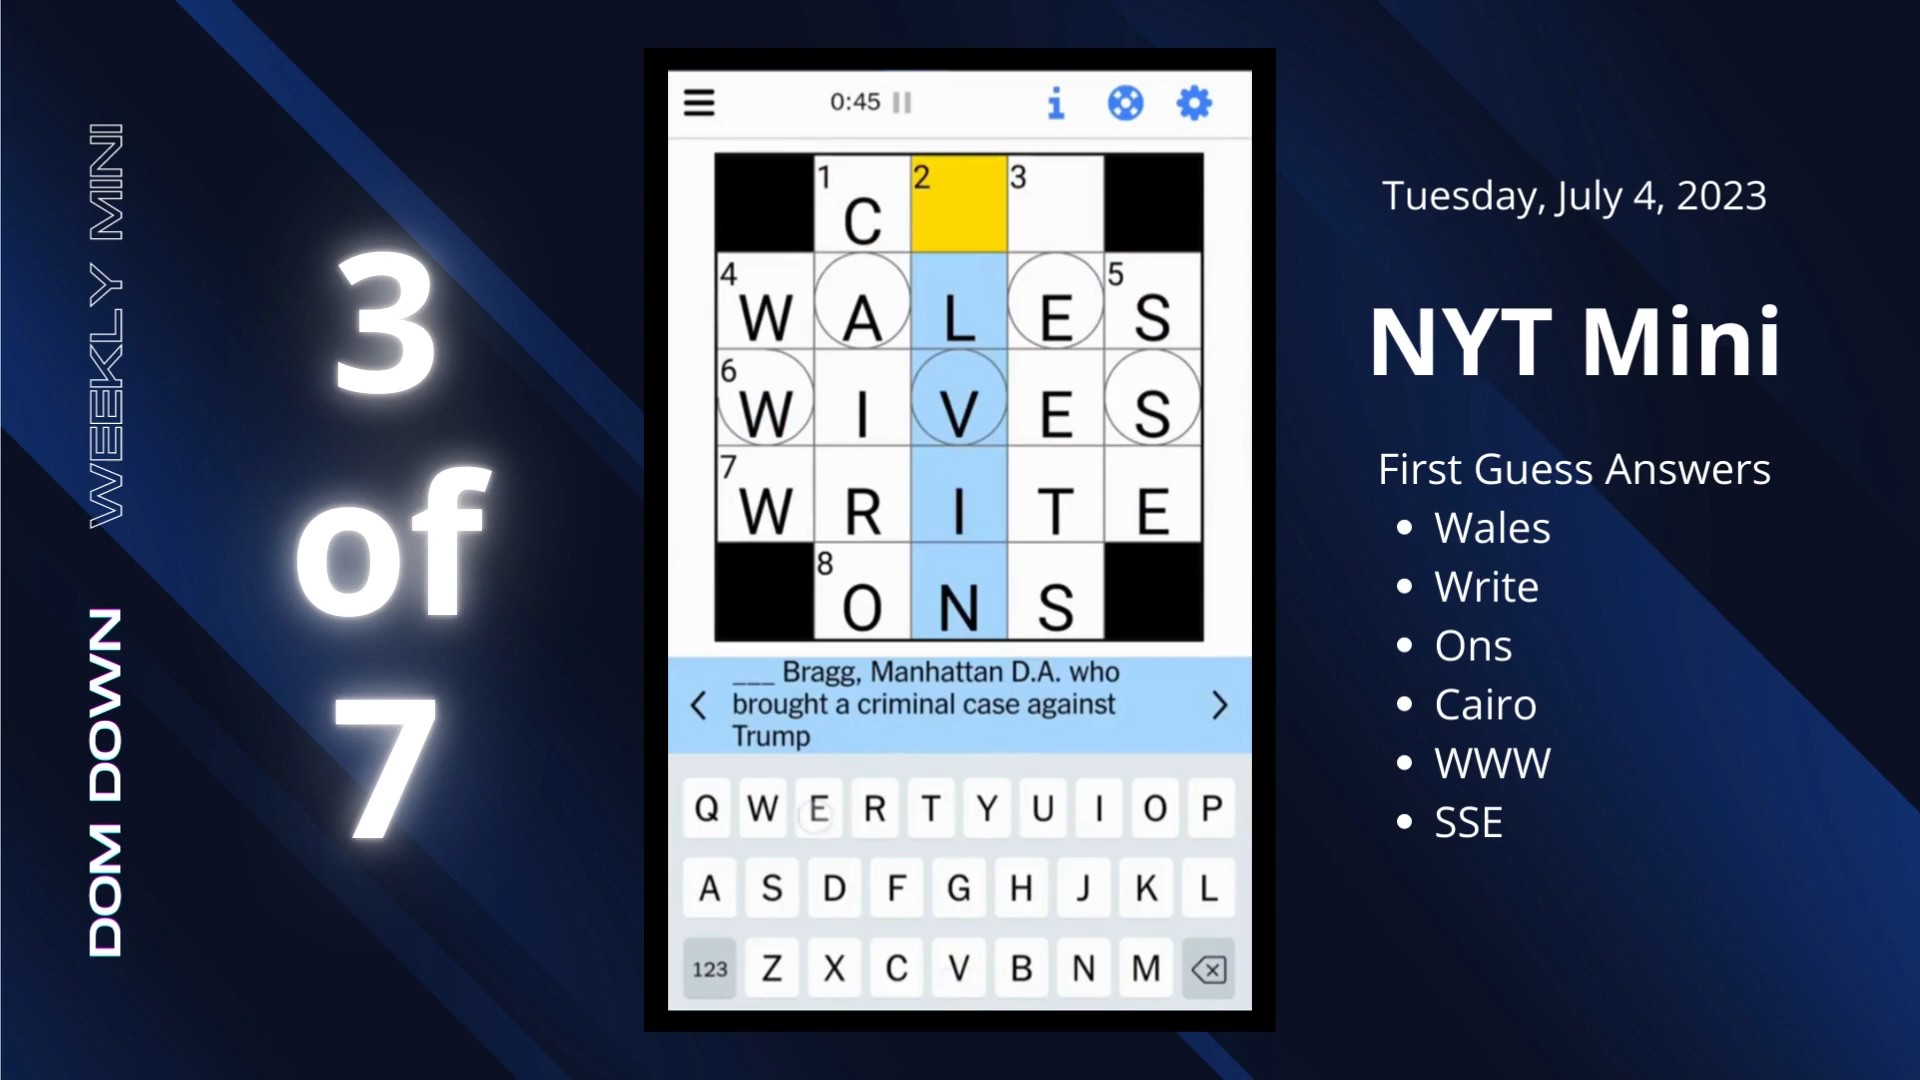 DOM DOWN WEEKLY MINI
3
of
7
0:45
1 2 3
C
4 5
W A L E S
6
W I V E S
7
W R I T E
8
O N S
___ Bragg, Manhattan D.A. who
brought a criminal case against
Trump
Q W E R T Y U I O P
A S D F G H J K L
123 Z X C V B N M
Tuesday, July 4, 2023
NYT Mini
First Guess Answers
• Wales
• Write
• Ons
• Cairo
• WWW
• SSE